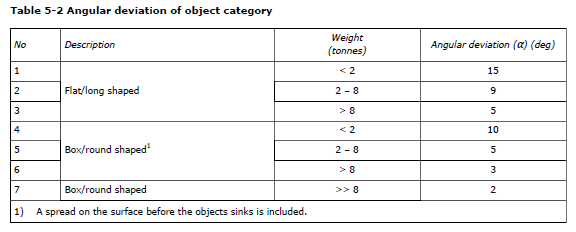 Table 5-2 Angular deviation of object category
No Description Weight (tonnes) Angular deviation (α) (deg)
1 Flat/long shaped < 2 15
2 2 – 8 9
3 > 8 5
4 Box/round shaped¹ < 2 10
5 2 – 8 5
6 > 8 3
7 Box/round shaped >> 8 2
1) A spread on the surface before the objects sinks is included.